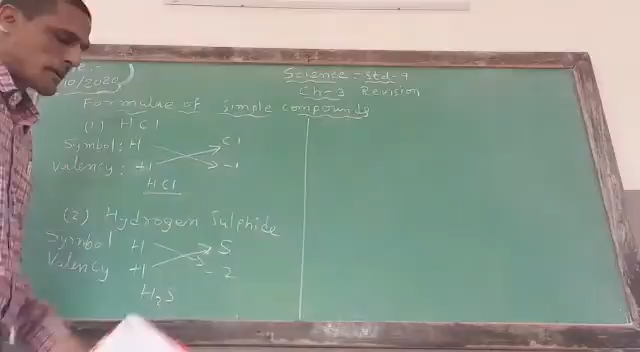 10/2020
Science - Std-9
Ch-3 Revision
Formulae of simple compounds
(1) HCl
Symbol: H Cl
Valency: +1 -1
HCl
(2) Hydrogen Sulphide
Symbol H S
Valency +1 -2
H₂S